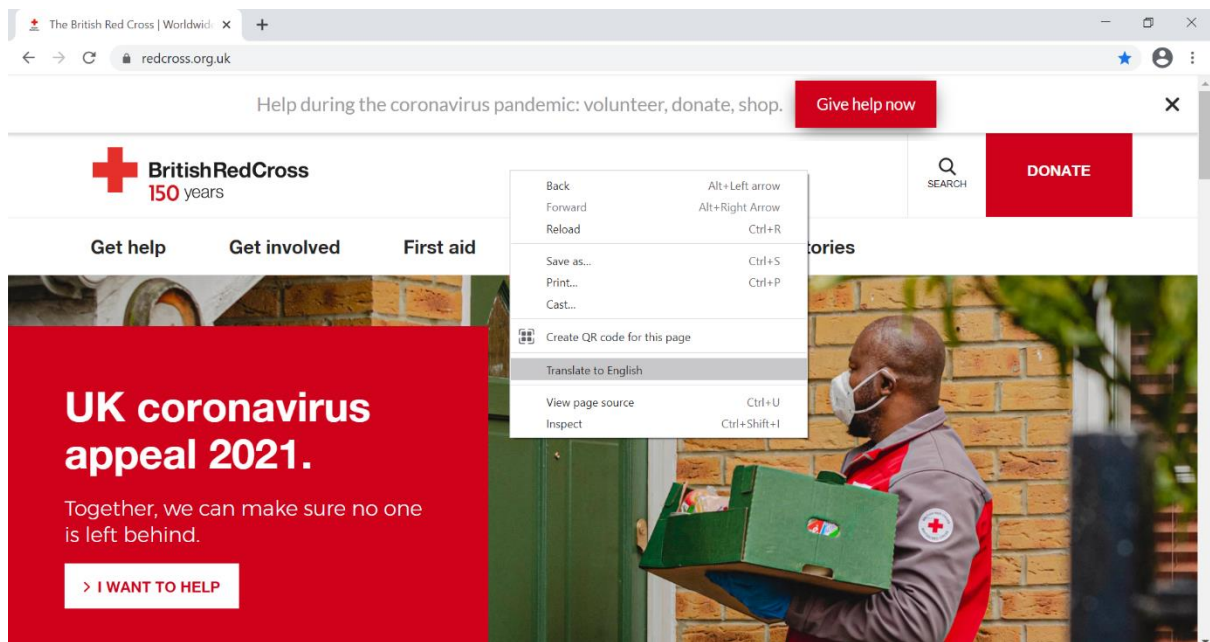 The British Red Cross | Worldwid
redcross.org.uk
Help during the coronavirus pandemic: volunteer, donate, shop.
Give help now
BritishRedCross
150 years
SEARCH
DONATE
Get help
Get involved
First aid
tories
Back Alt+Left arrow
Forward Alt+Right Arrow
Reload Ctrl+R
Save as... Ctrl+S
Print... Ctrl+P
Cast...
Create QR code for this page
Translate to English
View page source Ctrl+U
Inspect Ctrl+Shift+I
UK coronavirus
appeal 2021.
Together, we can make sure no one
is left behind.
> I WANT TO HELP